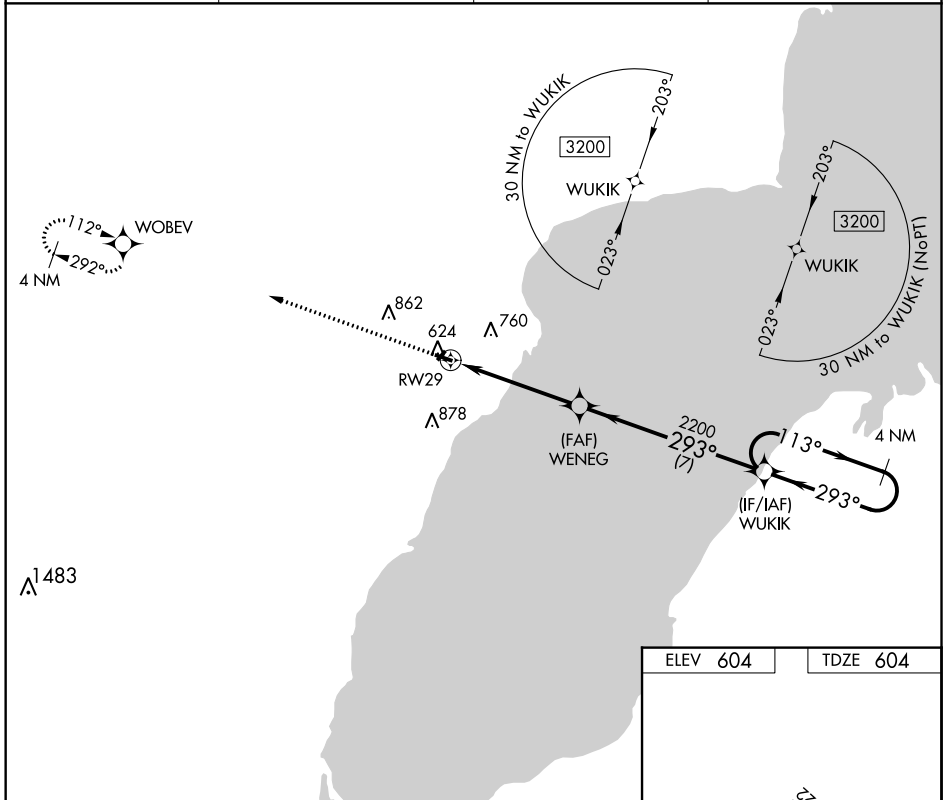 30 NM to WUKIK
203°
3200
WUKIK
023°
203°
3200
WUKIK
023°
30 NM to WUKIK (NoPT)
112°
WOBEV
292°
4 NM
862
624
760
RW29
878
(FAF)
WENEG
2200
293°
(7)
113°
4 NM
293°
(IF/IAF)
WUKIK
1483
ELEV 604
TDZE 604
22